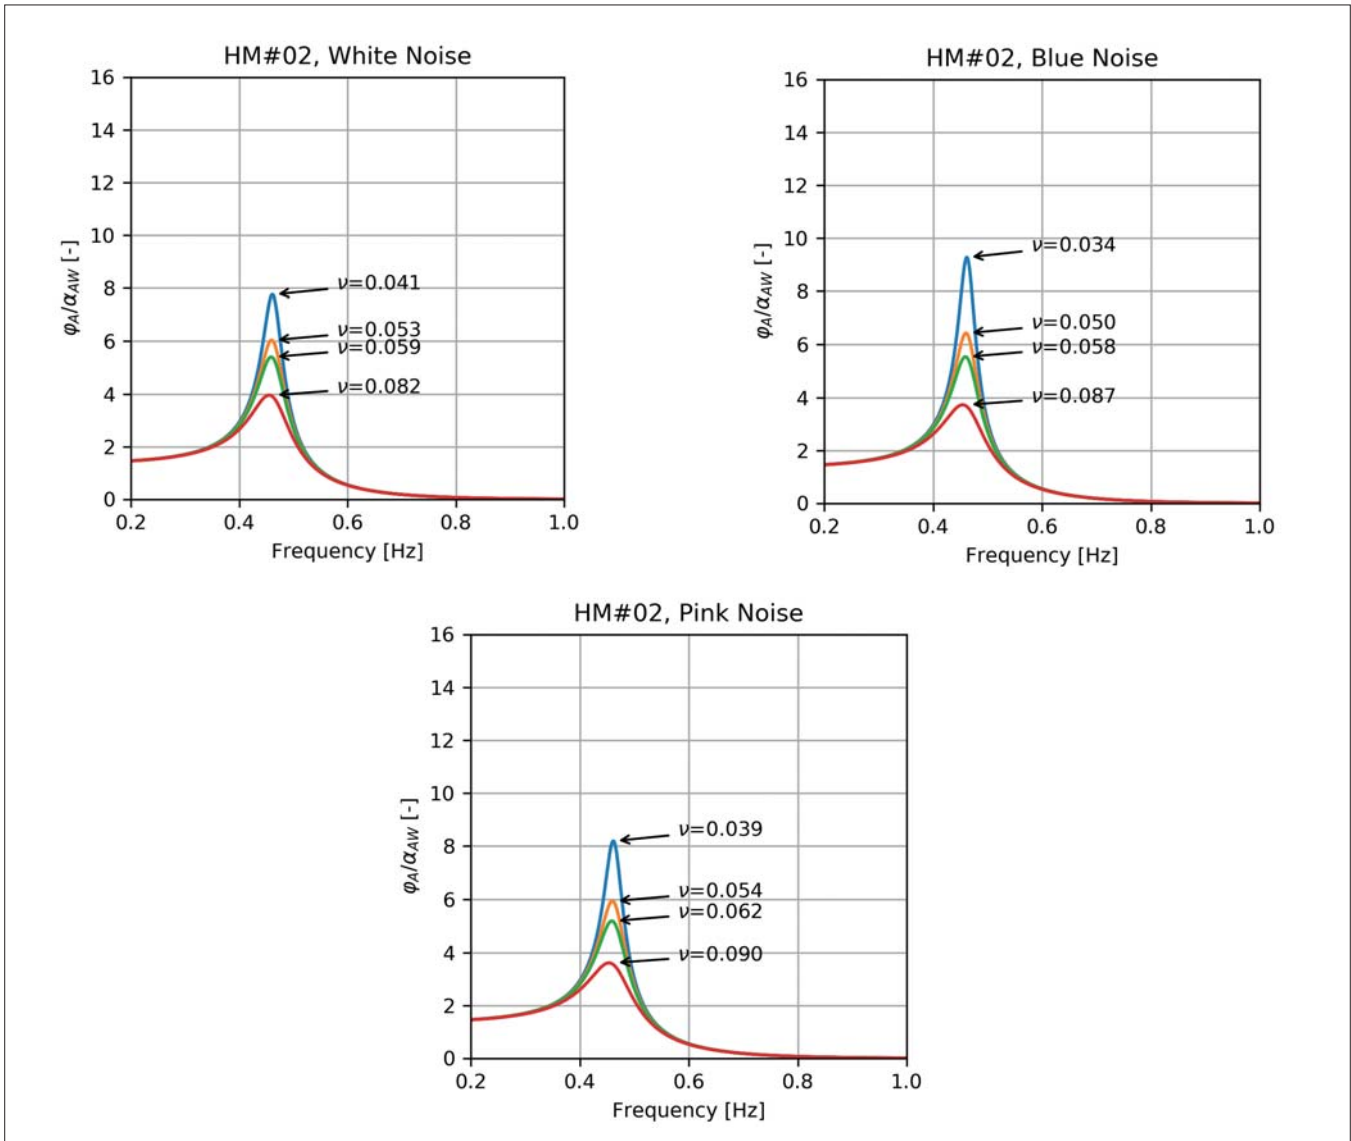 HM#02, White Noise
16
14
12
10
8
6
4
2
0
φA/αAW [-]
ν=0.041
ν=0.053
ν=0.059
ν=0.082
0.2 0.4 0.6 0.8 1.0
Frequency [Hz]
HM#02, Blue Noise
16
14
12
10
8
6
4
2
0
φA/αAW [-]
ν=0.034
ν=0.050
ν=0.058
ν=0.087
0.2 0.4 0.6 0.8 1.0
Frequency [Hz]
HM#02, Pink Noise
16
14
12
10
8
6
4
2
0
φA/αAW [-]
ν=0.039
ν=0.054
ν=0.062
ν=0.090
0.2 0.4 0.6 0.8 1.0
Frequency [Hz]